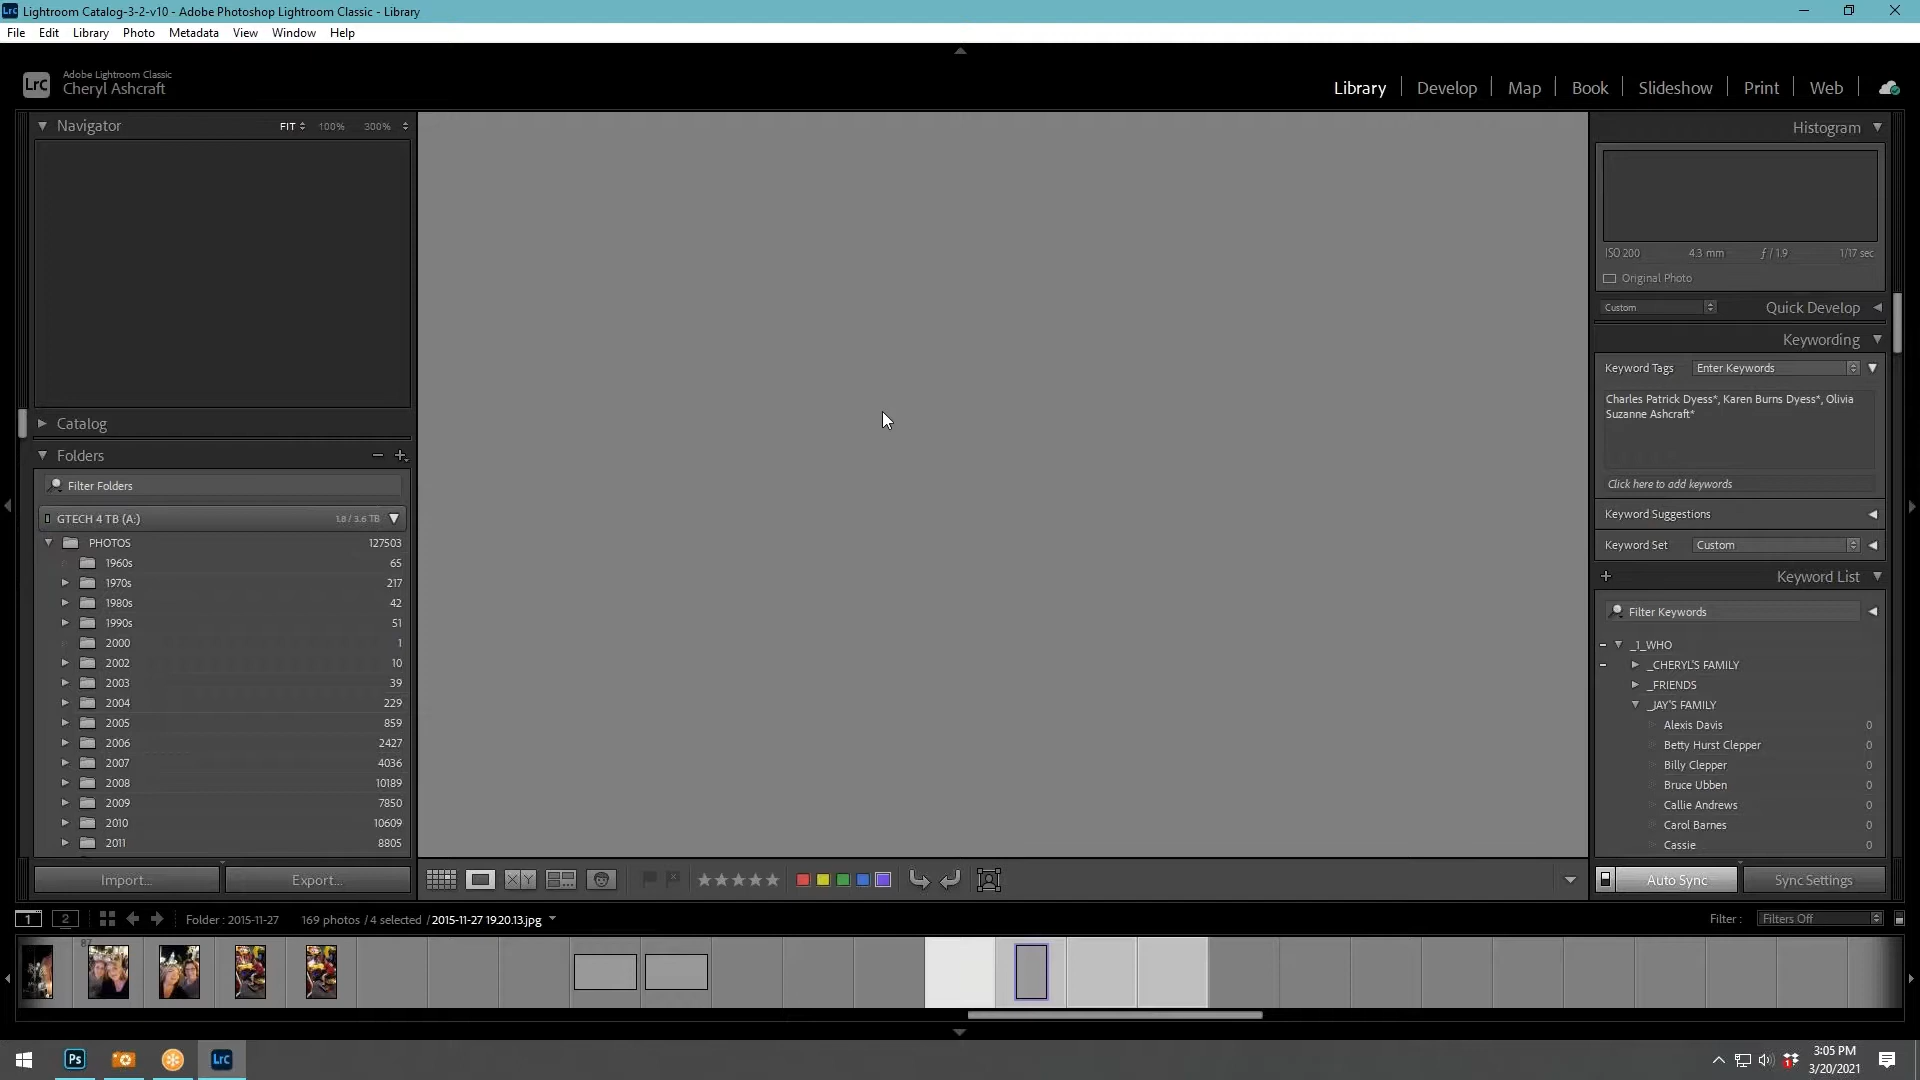 Lrc Lightroom Catalog-3-2-v10 - Adobe Photoshop Lightroom Classic - Library
File Edit Library Photo Metadata View Window Help
LrC Adobe Lightroom Classic
Cheryl Ashcraft
Library Develop Map Book Slideshow Print Web
Navigator FIT 100% 300%
Histogram
ISO 200 4.3 mm ƒ / 1.9 1/17 sec
Original Photo
Custom Quick Develop
Keywording
Keyword Tags Enter Keywords
Charles Patrick Dyess*, Karen Burns Dyess*, Olivia
Suzanne Ashcraft*
Click here to add keywords
Keyword Suggestions
Keyword Set Custom
Keyword List
Filter Keywords
_1_WHO
_CHERYL'S FAMILY
_FRIENDS
_JAY'S FAMILY
Alexis Davis 0
Betty Hurst Clepper 0
Billy Clepper 0
Bruce Ubben 0
Callie Andrews 0
Carol Barnes 0
Cassie 0
Catalog
Folders
Filter Folders
GTECH 4 TB (A:) 1.8 / 3.6 TB
PHOTOS 127503
1960s 65
1970s 217
1980s 42
1990s 51
2000 1
2002 10
2003 39
2004 229
2005 859
2006 2427
2007 4036
2008 10189
2009 7850
2010 10609
2011 8805
Import... Export...
XY
Auto Sync Sync Settings
1 2 Folder : 2015-11-27 169 photos / 4 selected / 2015-11-27 19.20.13.jpg
Filter : Filters Off
87
Ps Lrc
3:05 PM
3/20/2021